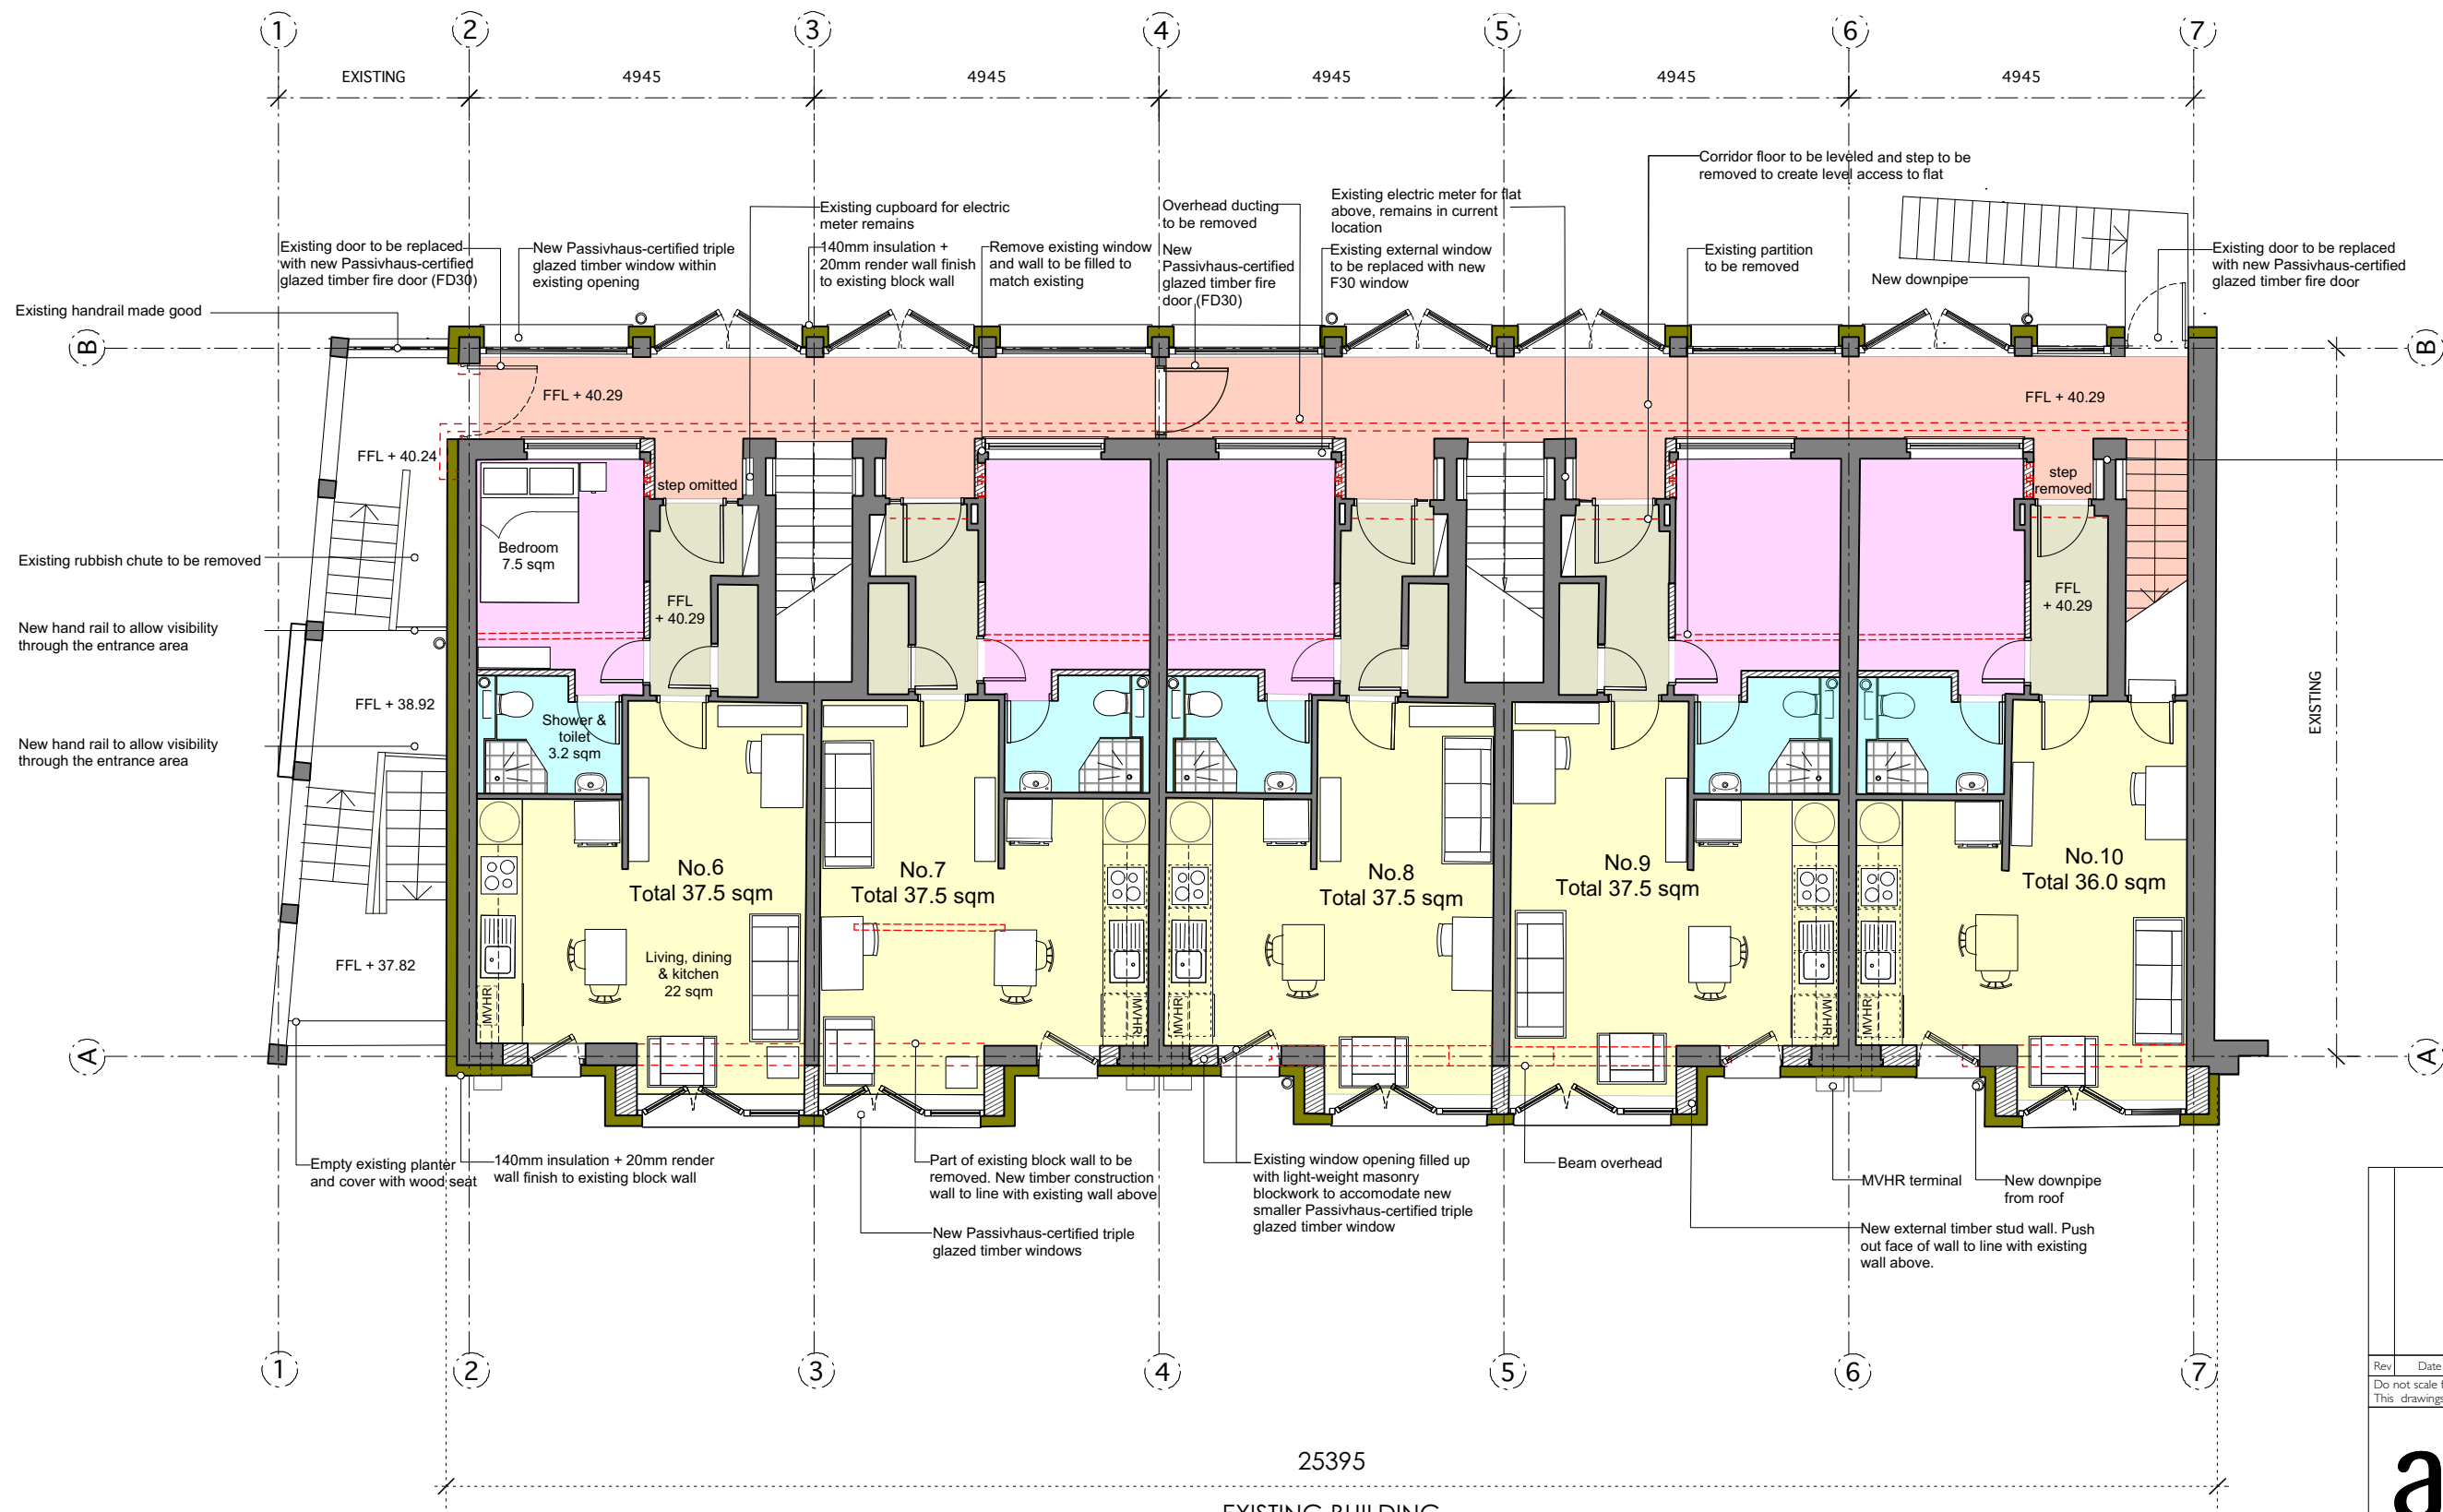 1
2
3
4
5
6
7
EXISTING
4945
4945
4945
4945
4945
Corridor floor to be leveled and step to be
removed to create level access to flat
Existing cupboard for electric
meter remains
Overhead ducting
to be removed
Existing electric meter for flat
above, remains in current
location
Existing door to be replaced
with new Passivhaus-certified
glazed timber fire door (FD30)
New Passivhaus-certified triple
glazed timber window within
existing opening
140mm insulation +
20mm render wall finish
to existing block wall
Remove existing window
and wall to be filled to
match existing
New
Passivhaus-certified
glazed timber fire
door (FD30)
Existing external window
to be replaced with new
F30 window
Existing partition
to be removed
New downpipe
Existing door to be replaced
with new Passivhaus-certified
glazed timber fire door
Existing handrail made good
B
B
FFL + 40.29
FFL + 40.29
FFL + 40.24
step omitted
step
removed
Existing rubbish chute to be removed
Bedroom
7.5 sqm
FFL
+ 40.29
FFL
+ 40.29
New hand rail to allow visibility
through the entrance area
FFL + 38.92
EXISTING
New hand rail to allow visibility
through the entrance area
Shower &
toilet
3.2 sqm
No.6
Total 37.5 sqm
No.7
Total 37.5 sqm
No.8
Total 37.5 sqm
No.9
Total 37.5 sqm
No.10
Total 36.0 sqm
FFL + 37.82
Living, dining
& kitchen
22 sqm
MVHR
MVHR
MVHR
MVHR
MVHR
A
A
Empty existing planter
and cover with wood seat
140mm insulation + 20mm render
wall finish to existing block wall
Part of existing block wall to be
removed. New timber construction
wall to line with existing wall above
Existing window opening filled up
with light-weight masonry
blockwork to accomodate new
smaller Passivhaus-certified triple
glazed timber window
Beam overhead
MVHR terminal
New downpipe
from roof
New Passivhaus-certified triple
glazed timber windows
New external timber stud wall. Push
out face of wall to line with existing
wall above.
1
2
3
4
5
6
7
Rev Date
Do not scale f
This drawings
a
25395
EXISTING BUILDING